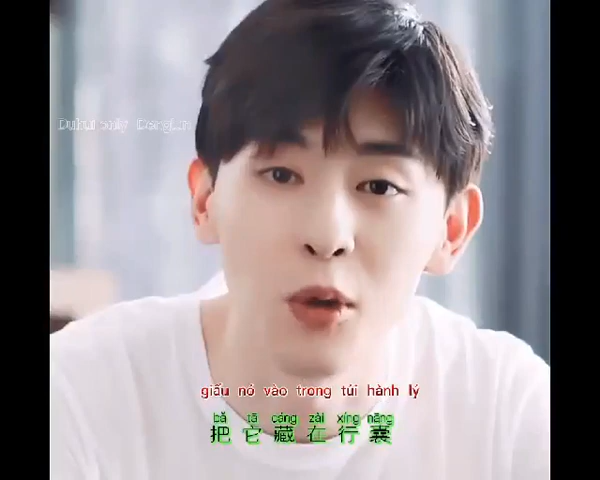 giấu nó vào trong túi hành lý
bǎ tā cáng zài xíng náng
把它藏在行囊